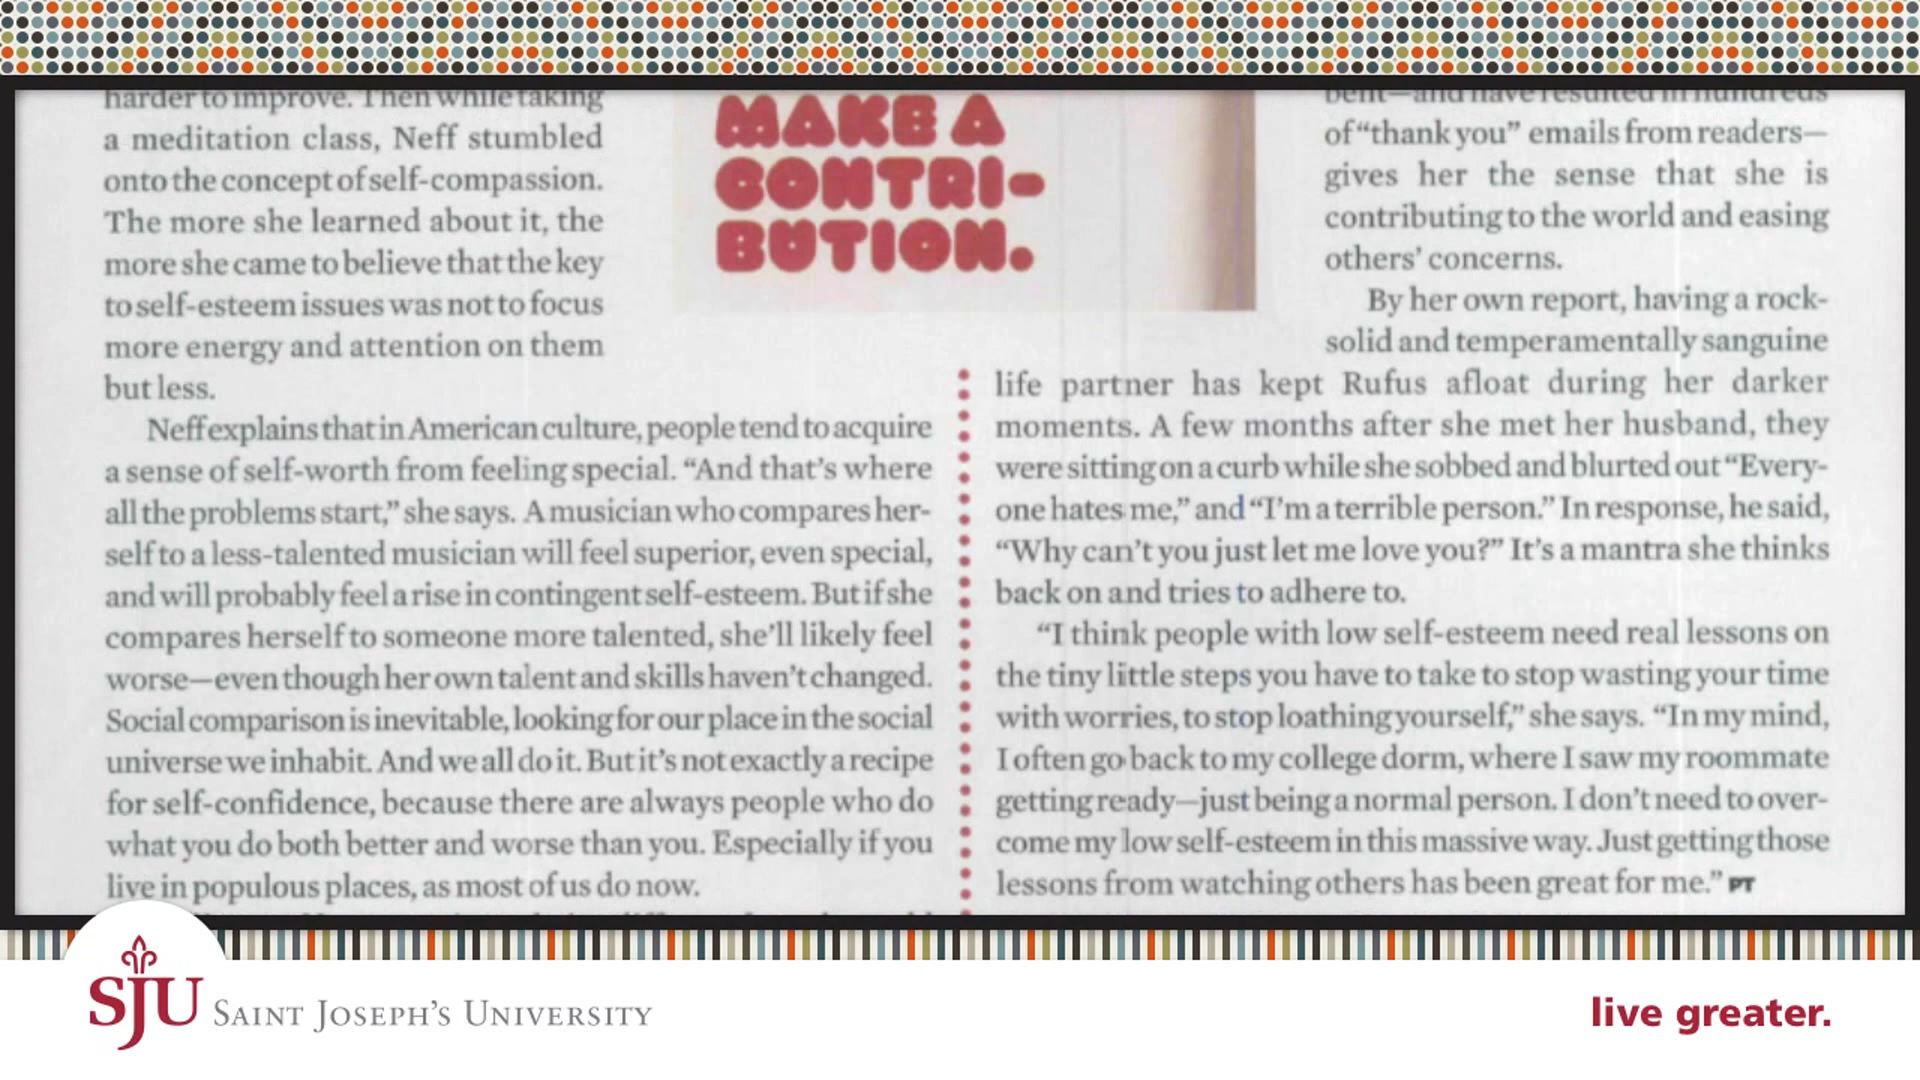 harder to improve. Then while taking
a meditation class, Neff stumbled
onto the concept of self-compassion.
The more she learned about it, the
more she came to believe that the key
to self-esteem issues was not to focus
more energy and attention on them
but less.
Neff explains that in American culture, people tend to acquire
a sense of self-worth from feeling special. “And that’s where
all the problems start,” she says. A musician who compares her-
self to a less-talented musician will feel superior, even special,
and will probably feel a rise in contingent self-esteem. But if she
compares herself to someone more talented, she’ll likely feel
worse—even though her own talent and skills haven’t changed.
Social comparison is inevitable, looking for our place in the social
universe we inhabit. And we all do it. But it’s not exactly a recipe
for self-confidence, because there are always people who do
what you do both better and worse than you. Especially if you
live in populous places, as most of us do now.
MAKE A
CONTRI-
BUTION.
bent—and have resulted in hundreds
of “thank you” emails from readers—
gives her the sense that she is
contributing to the world and easing
others’ concerns.
By her own report, having a rock-
solid and temperamentally sanguine
life partner has kept Rufus afloat during her darker
moments. A few months after she met her husband, they
were sitting on a curb while she sobbed and blurted out “Every-
one hates me,” and “I’m a terrible person.” In response, he said,
“Why can’t you just let me love you?” It’s a mantra she thinks
back on and tries to adhere to.
“I think people with low self-esteem need real lessons on
the tiny little steps you have to take to stop wasting your time
with worries, to stop loathing yourself,” she says. “In my mind,
I often go back to my college dorm, where I saw my roommate
getting ready—just being a normal person. I don’t need to over-
come my low self-esteem in this massive way. Just getting those
lessons from watching others has been great for me.” PT
SJU SAINT JOSEPH’S UNIVERSITY
live greater.